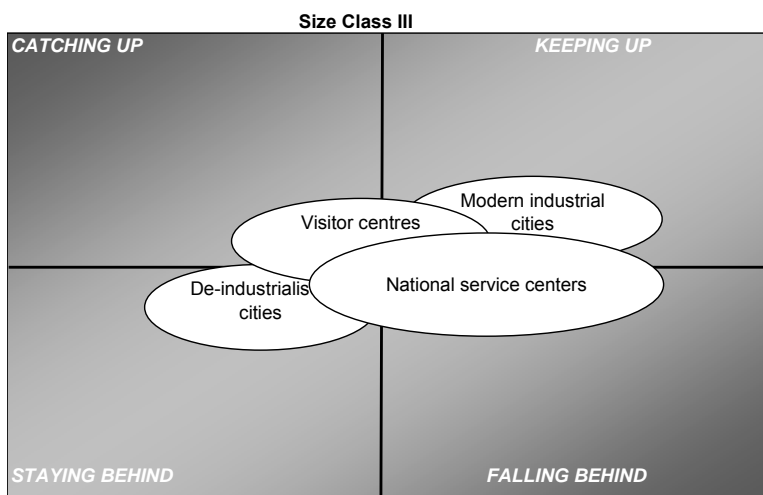 Size Class III
CATCHING UP
KEEPING UP
Modern industrial
cities
Visitor centres
De-industrialis
cities
National service centers
STAYING BEHIND
FALLING BEHIND